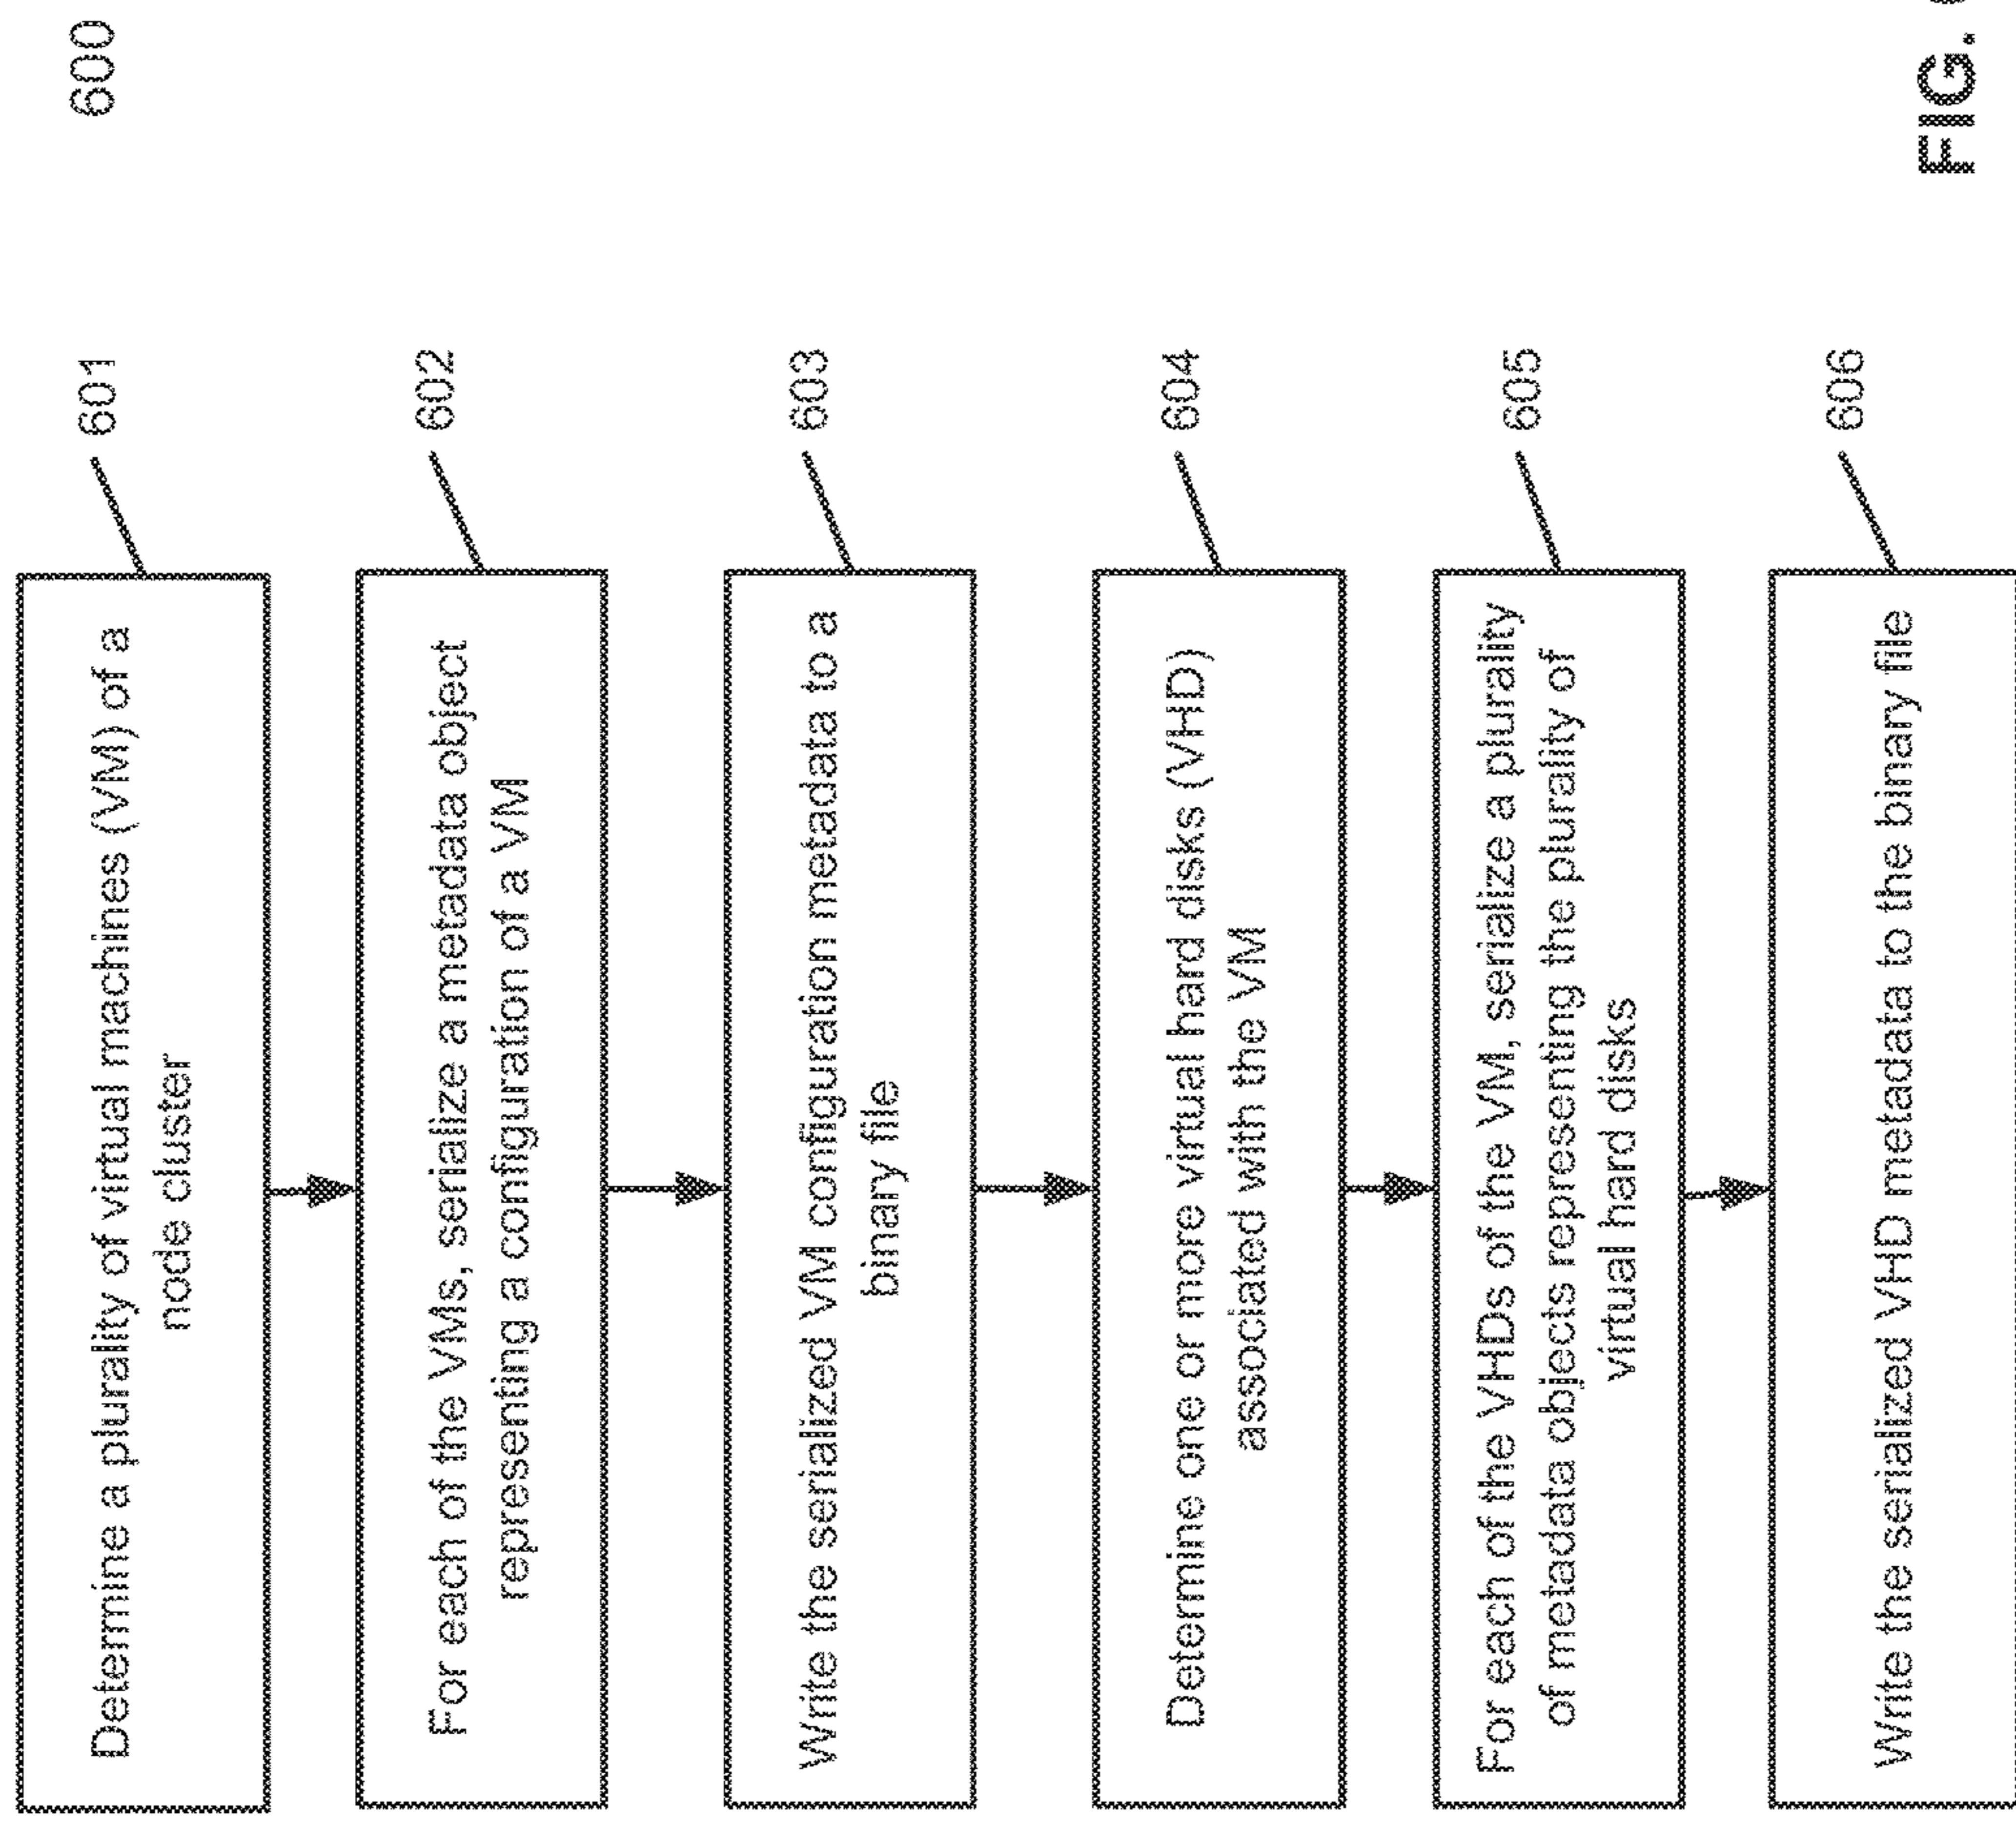 600
Determine a plurality of virtual machines (VM) of a
node cluster
601
For each of the VMs, serialize a metadata object
representing a configuration of a VM
602
Write the serialized VM configuration metadata to a
binary file
603
Determine one or more virtual hard disks (VHD)
associated with the VM
604
For each of the VHDs of the VM, serialize a plurality
of metadata objects representing the plurality of
virtual hard disks
605
Write the serialized VHD metadata to the binary file
606
FIG.